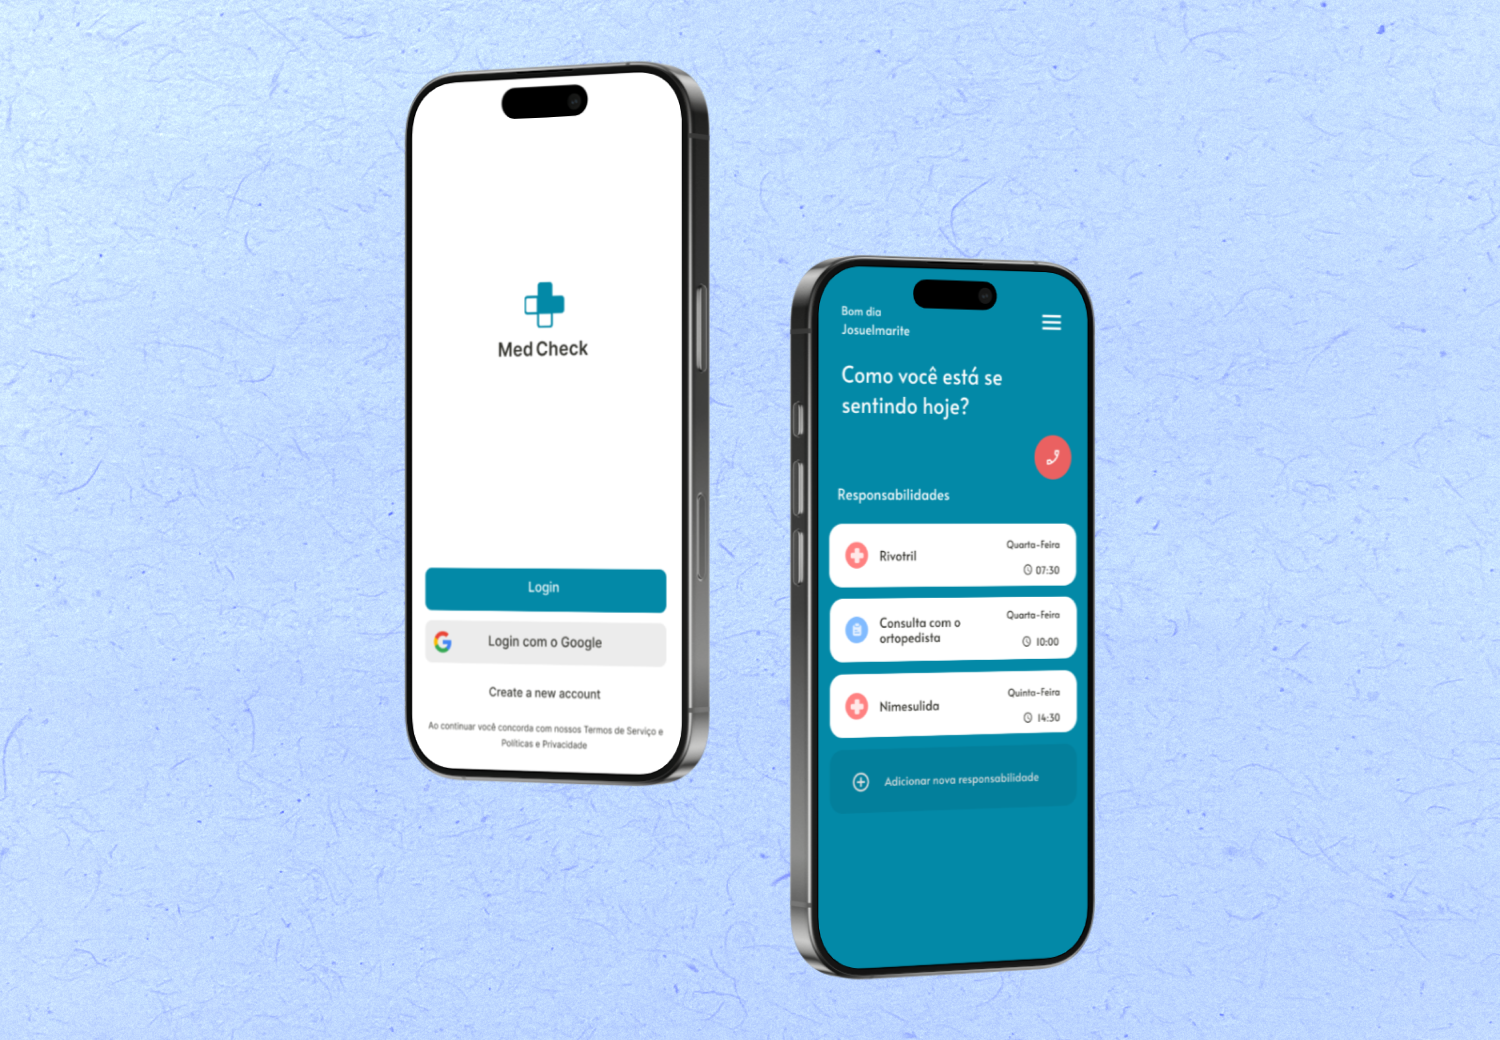 Med Check
Login
Login com o Google
Create a new account
Ao continuar você concorda com nossos Termos de Serviço e
Políticas e Privacidade
Bom dia
Josuelmarite
Como você está se
sentindo hoje?
Responsabilidades
Rivotril
Quarta-Feira
07:30
Consulta com o
ortopedista
Quarta-Feira
10:00
Nimesulida
Quinta-Feira
14:30
Adicionar nova responsabilidade